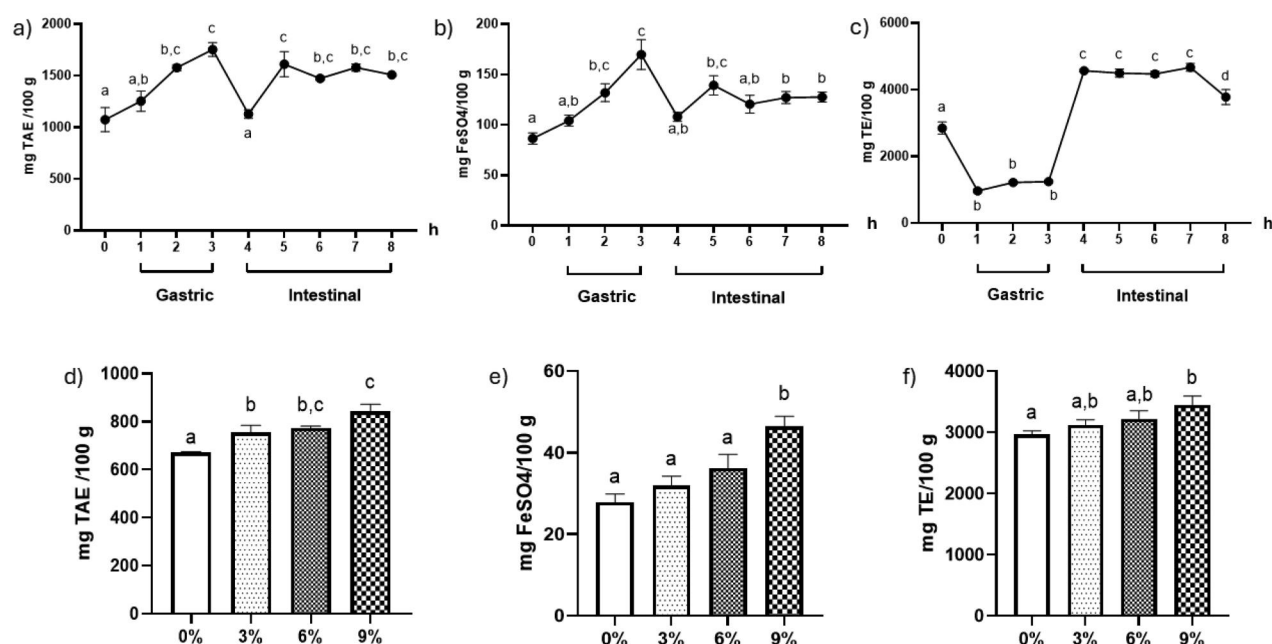 a)
mg TAE /100 g
2000
1500
1000
500
0
a
a,b
b,c
c
a
c
b,c
b,c
b,c
0 1 2 3 4 5 6 7 8 h
Gastric Intestinal
b)
mg FeSO4/100 g
200
150
100
50
0
a
a,b
b,c
c
a,b
b,c
a,b
b
b
0 1 2 3 4 5 6 7 8 h
Gastric Intestinal
c)
mg TE/100 g
6000
4000
2000
0
a
b
b
b
c
c
c
c
d
0 1 2 3 4 5 6 7 8 h
Gastric Intestinal
d)
mg TAE /100 g
1000
800
600
400
200
0
a
b
b,c
c
0% 3% 6% 9%
e)
mg FeSO4/100 g
60
40
20
0
a
a
a
b
0% 3% 6% 9%
f)
mg TE/100 g
4000
3000
2000
1000
0
a
a,b
a,b
b
0% 3% 6% 9%